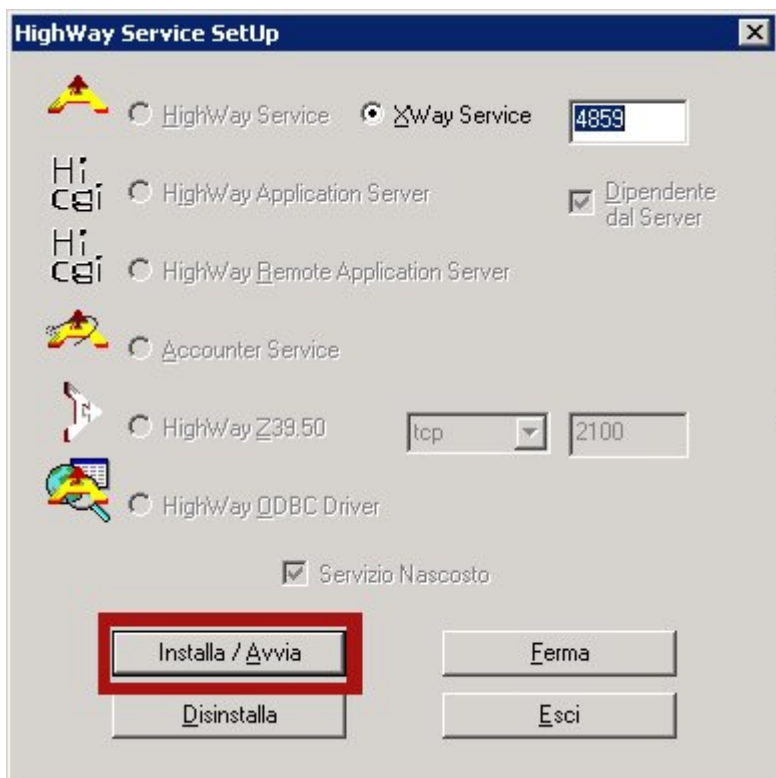 HighWay Service SetUp
HighWay Service XWay Service 4859
Hi
cgi HighWay Application Server Dipendente
dal Server
Hi
cgi HighWay Remote Application Server
Accounter Service
HighWay Z39.50 tcp 2100
HighWay ODBC Driver
Servizio Nascosto
Installa / Avvia Ferma
Disinstalla Esci